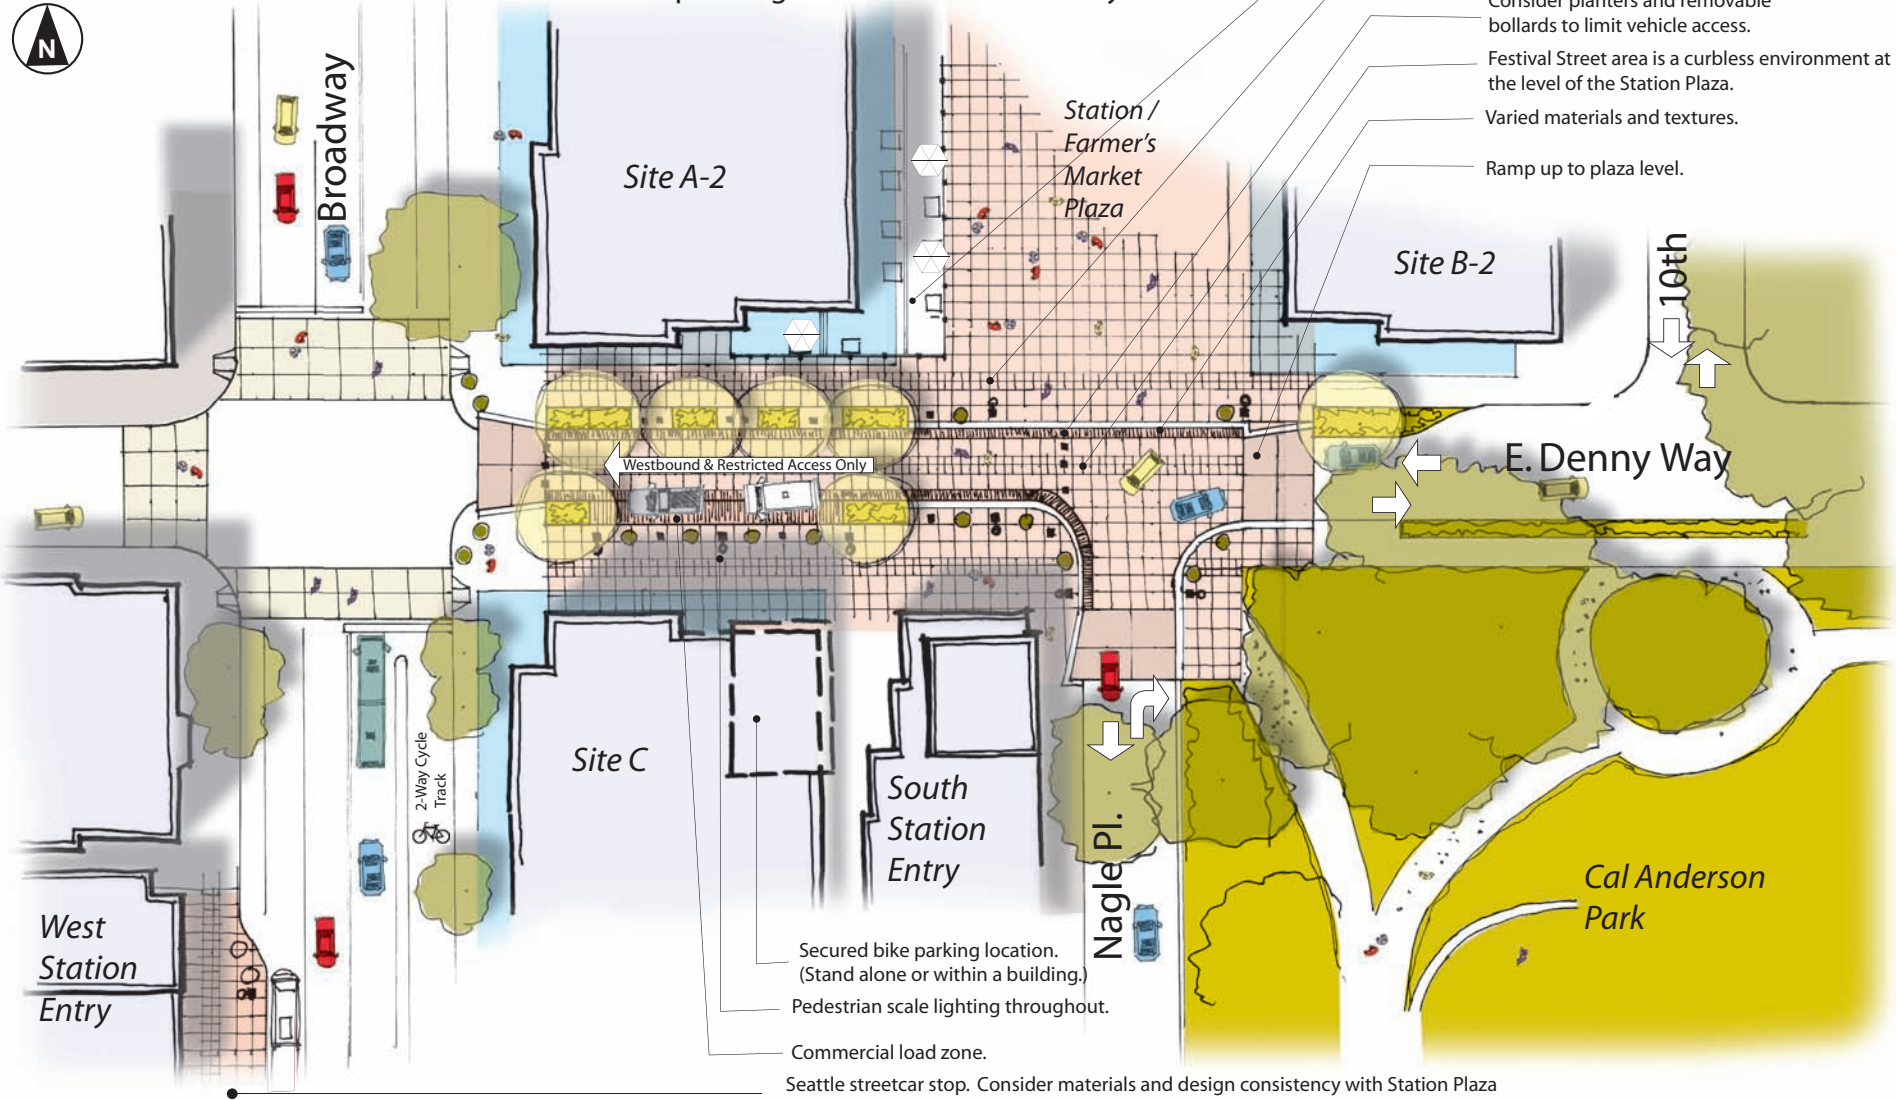 Consider planters and removable
bollards to limit vehicle access.
Festival Street area is a curbless environment at
the level of the Station Plaza.
Varied materials and textures.
Ramp up to plaza level.
N
Broadway
Site A-2
Station /
Farmer's
Market
Plaza
Site B-2
10th
Westbound & Restricted Access Only
E. Denny Way
2-Way Cycle
Track
Site C
South
Station
Entry
Nagle Pl.
Cal Anderson
Park
West
Station
Entry
Secured bike parking location.
(Stand alone or within a building.)
Pedestrian scale lighting throughout.
Commercial load zone.
Seattle streetcar stop. Consider materials and design consistency with Station Plaza